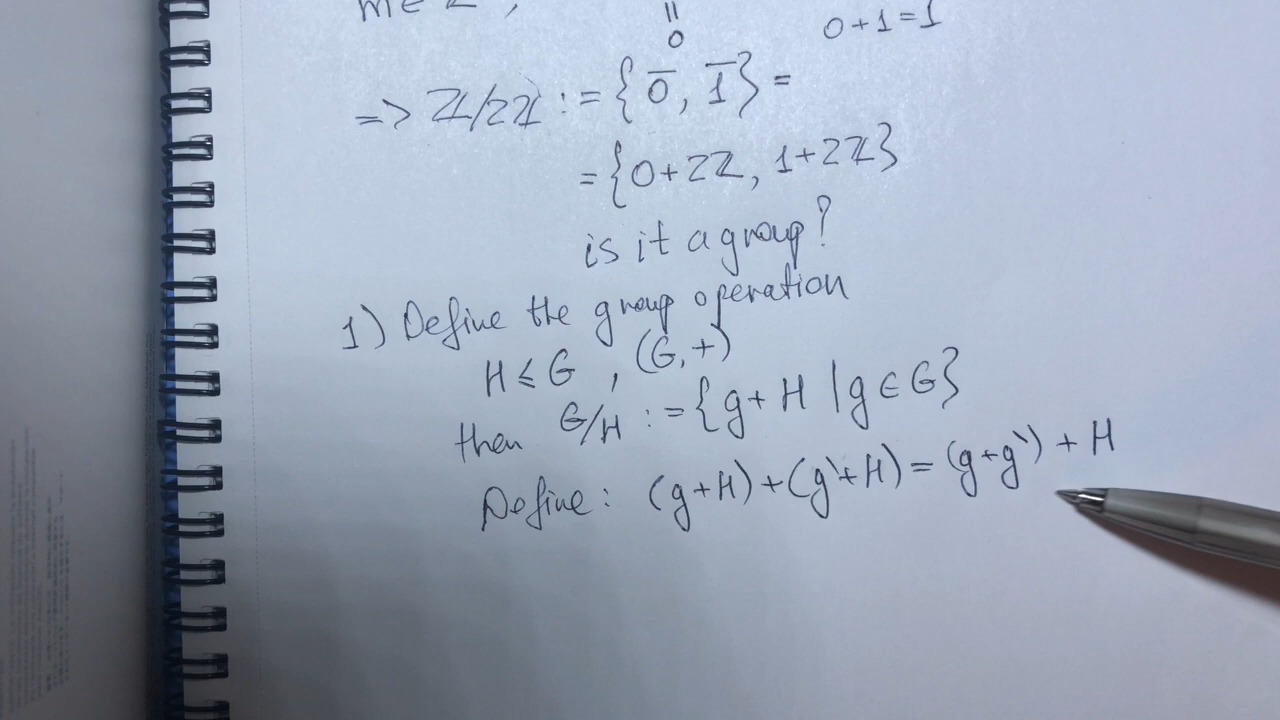 m ∈ ℤ,
||
0
0+1=1
=> ℤ/2ℤ := {0̅, 1̅} =
= {0+2ℤ, 1+2ℤ}
is it a group?
1) Define the group operation
H ≤ G, (G,+)
then G/H := {g+H | g∈G}
Define: (g+H)+(g`+H) = (g+g`)+H